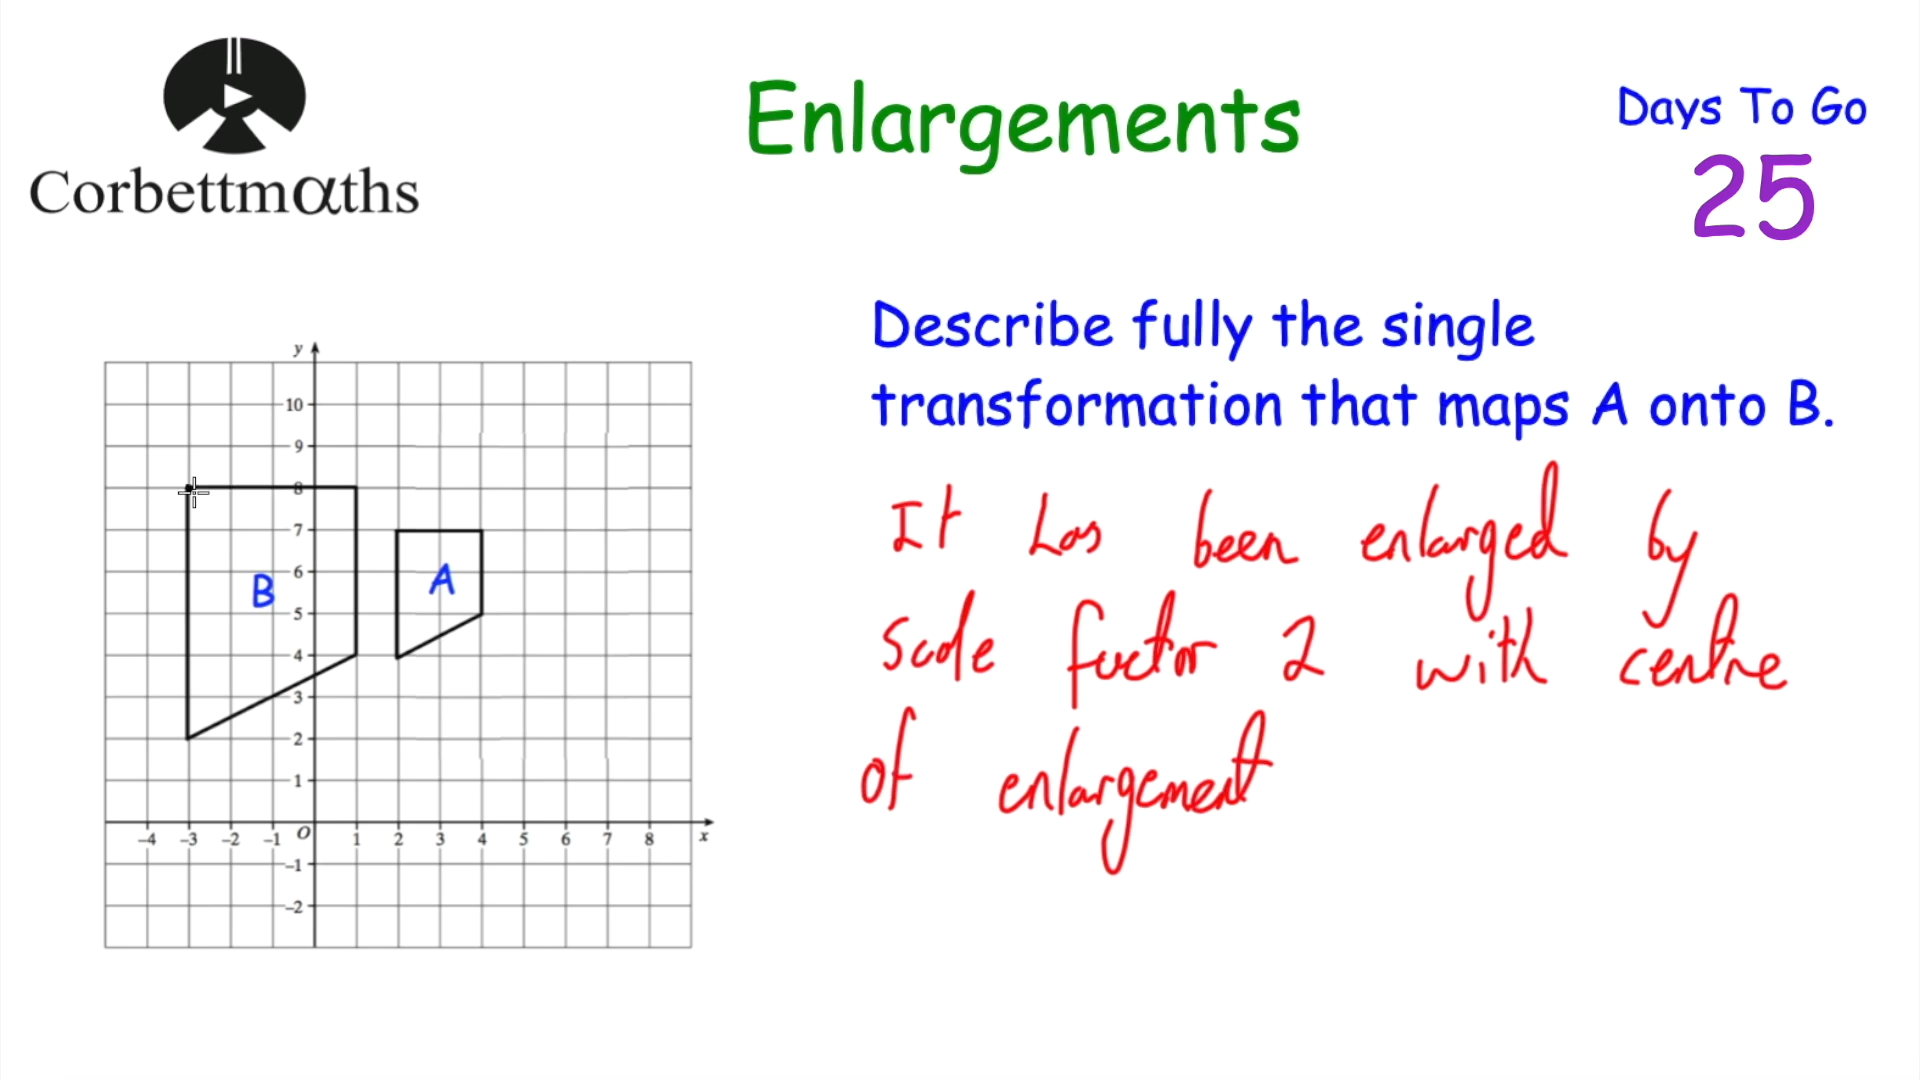 Corbettmαths
Enlargements
Days To Go
25
Describe fully the single
transformation that maps A onto B.
It has been enlarged by
scale factor 2 with centre
of enlargement
y
10
9
8
7
6
5
4
3
2
1
B
A
-4 -3 -2 -1 O 1 2 3 4 5 6 7 8 x
-1
-2